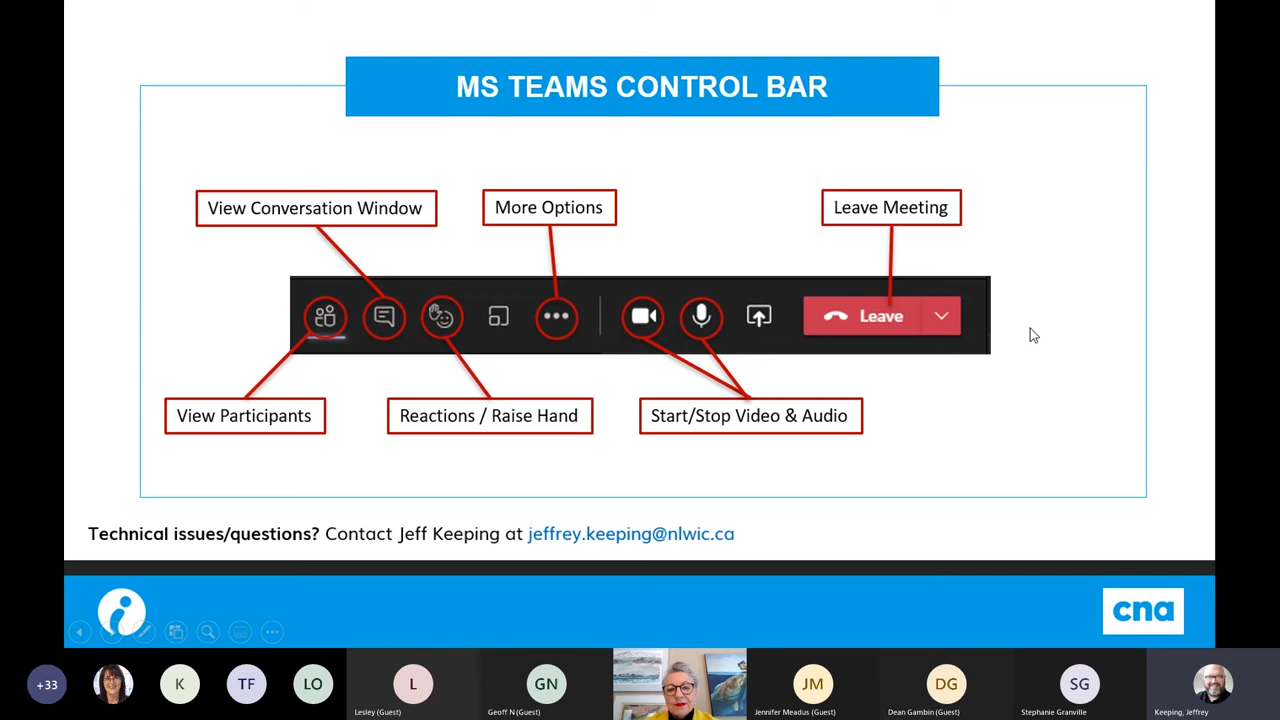 MS TEAMS CONTROL BAR
View Conversation Window
More Options
Leave Meeting
Leave
View Participants
Reactions / Raise Hand
Start/Stop Video & Audio
Technical issues/questions? Contact Jeff Keeping at jeffrey.keeping@nlwic.ca
i
cna
+33
K
TF
LO
L
GN
JM
DG
SG
Lesley (Guest)
Geoff N (Guest)
Jennifer Meadus (Guest)
Dean Gambin (Guest)
Stephanie Granville
Keeping, Jeffrey